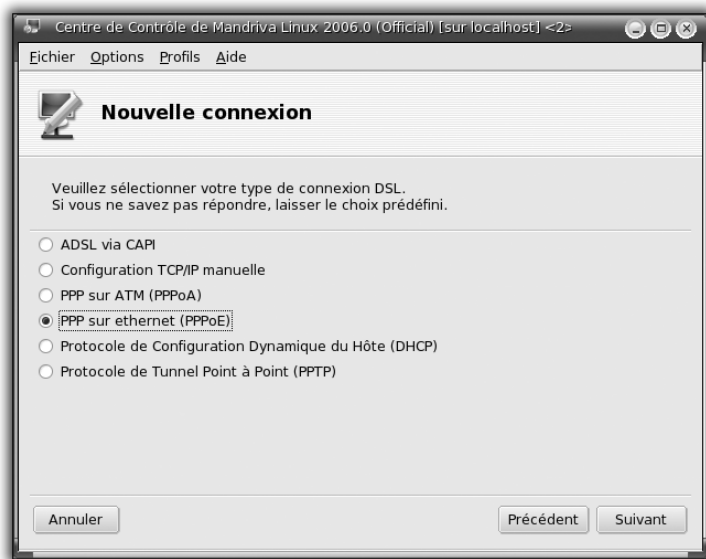 Centre de Contrôle de Mandriva Linux 2006.0 (Official) [sur localhost] <2>
Fichier Options Profils Aide
Nouvelle connexion
Veuillez sélectionner votre type de connexion DSL.
Si vous ne savez pas répondre, laisser le choix prédéfini.
ADSL via CAPI
Configuration TCP/IP manuelle
PPP sur ATM (PPPoA)
PPP sur ethernet (PPPoE)
Protocole de Configuration Dynamique du Hôte (DHCP)
Protocole de Tunnel Point à Point (PPTP)
Annuler Précédent Suivant